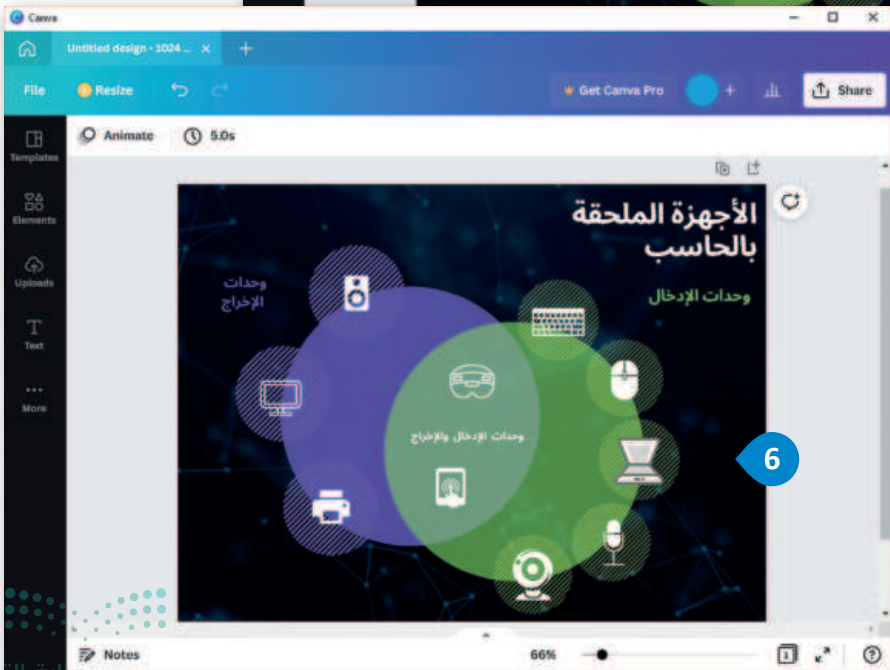 Canva
Untitled design - 1024 ...
File
Resize
Get Canva Pro
Share
Animate
5.0s
Templates
Elements
Uploads
Text
More
الأجهزة الملحقة
بالحاسب
وحدات الإدخال
وحدات
الإخراج
وحدات الإدخال والإخراج
6
Notes
66%
1